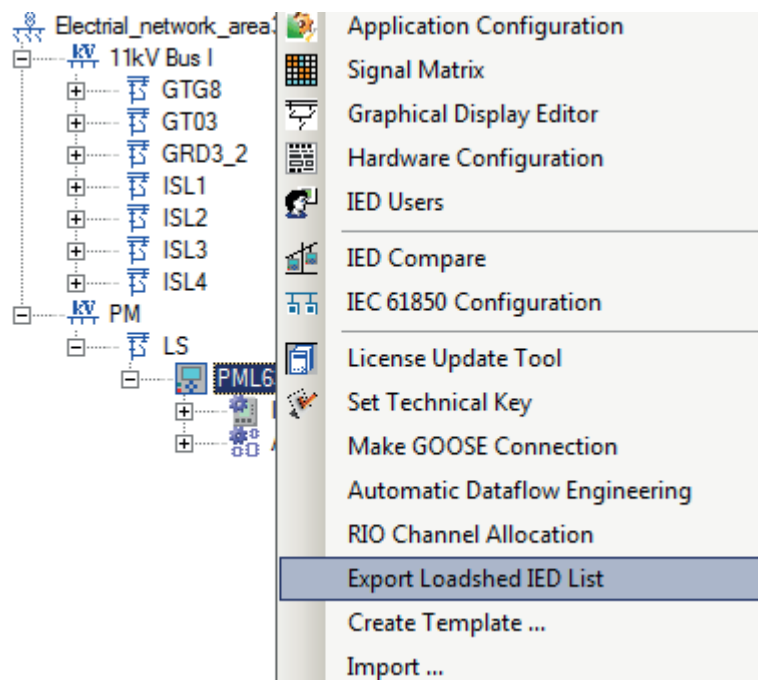 Electrial_network_area
11kV Bus I
GTG8
GT03
GRD3_2
ISL1
ISL2
ISL3
ISL4
PM
LS
PML6
Application Configuration
Signal Matrix
Graphical Display Editor
Hardware Configuration
IED Users
IED Compare
IEC 61850 Configuration
License Update Tool
Set Technical Key
Make GOOSE Connection
Automatic Dataflow Engineering
RIO Channel Allocation
Export Loadshed IED List
Create Template ...
Import ...